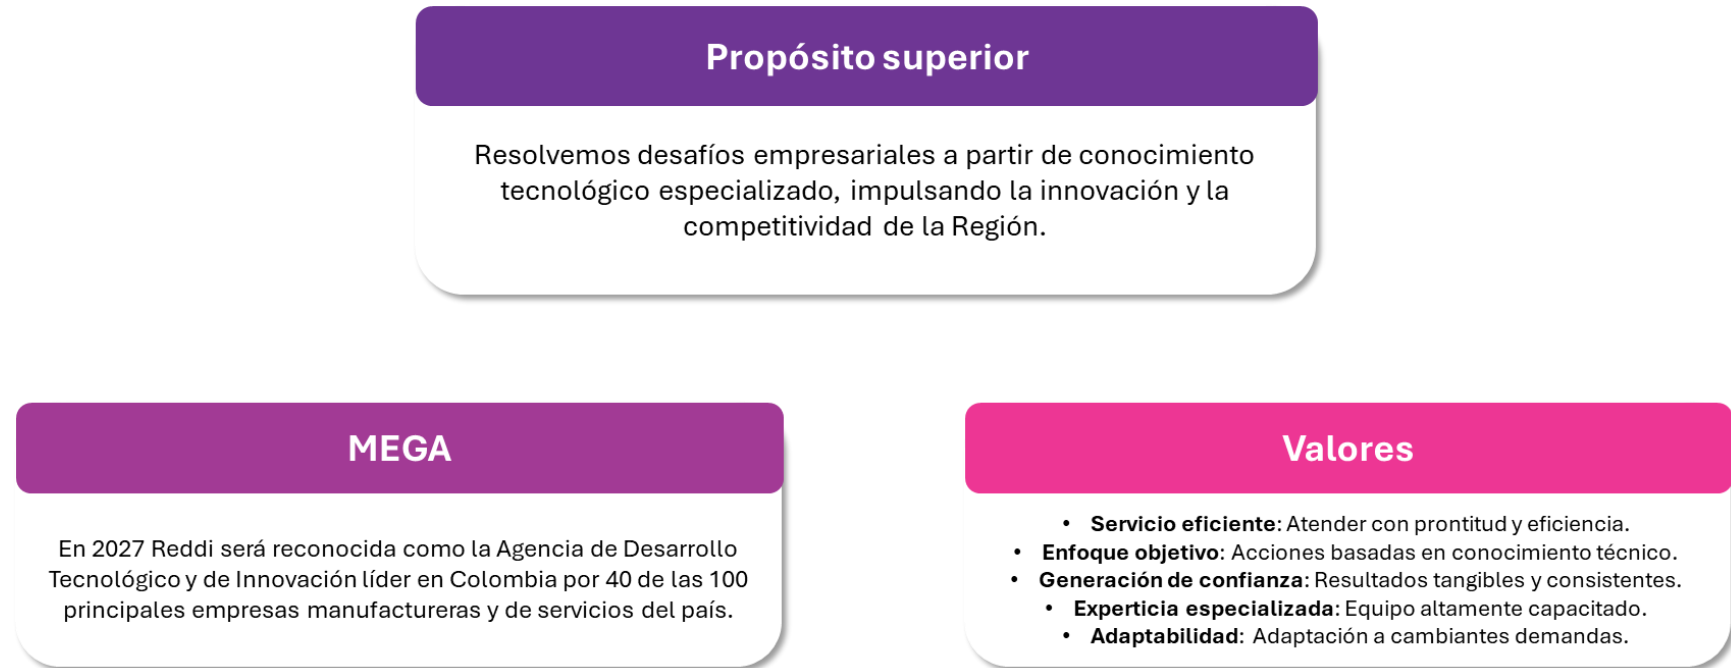 Propósito superior
Resolvemos desafíos empresariales a partir de conocimiento
tecnológico especializado, impulsando la innovación y la
competitividad de la Región.
MEGA
En 2027 Reddi será reconocida como la Agencia de Desarrollo
Tecnológico y de Innovación líder en Colombia por 40 de las 100
principales empresas manufactureras y de servicios del país.
Valores
• Servicio eficiente: Atender con prontitud y eficiencia.
• Enfoque objetivo: Acciones basadas en conocimiento técnico.
• Generación de confianza: Resultados tangibles y consistentes.
• Experticia especializada: Equipo altamente capacitado.
• Adaptabilidad: Adaptación a cambiantes demandas.